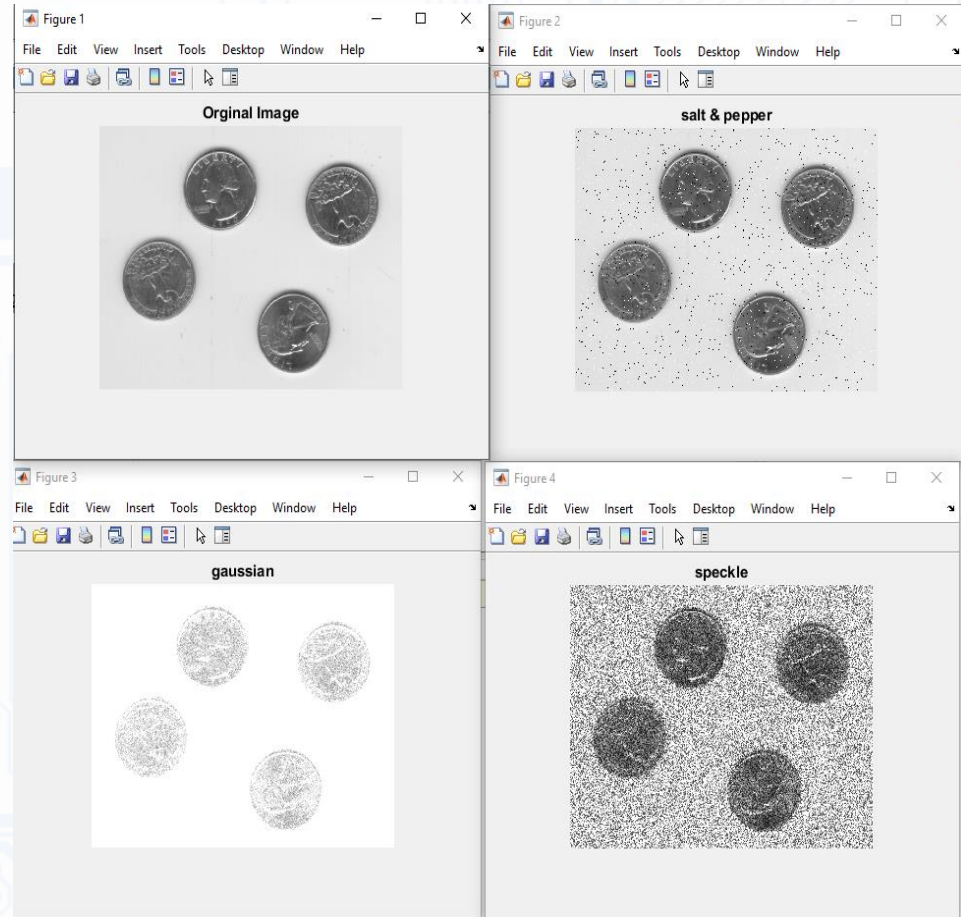 Figure 1
File Edit View Insert Tools Desktop Window Help
Orginal Image
LIBERTY
Figure 2
File Edit View Insert Tools Desktop Window Help
salt & pepper
Figure 3
File Edit View Insert Tools Desktop Window Help
gaussian
Figure 4
File Edit View Insert Tools Desktop Window Help
speckle